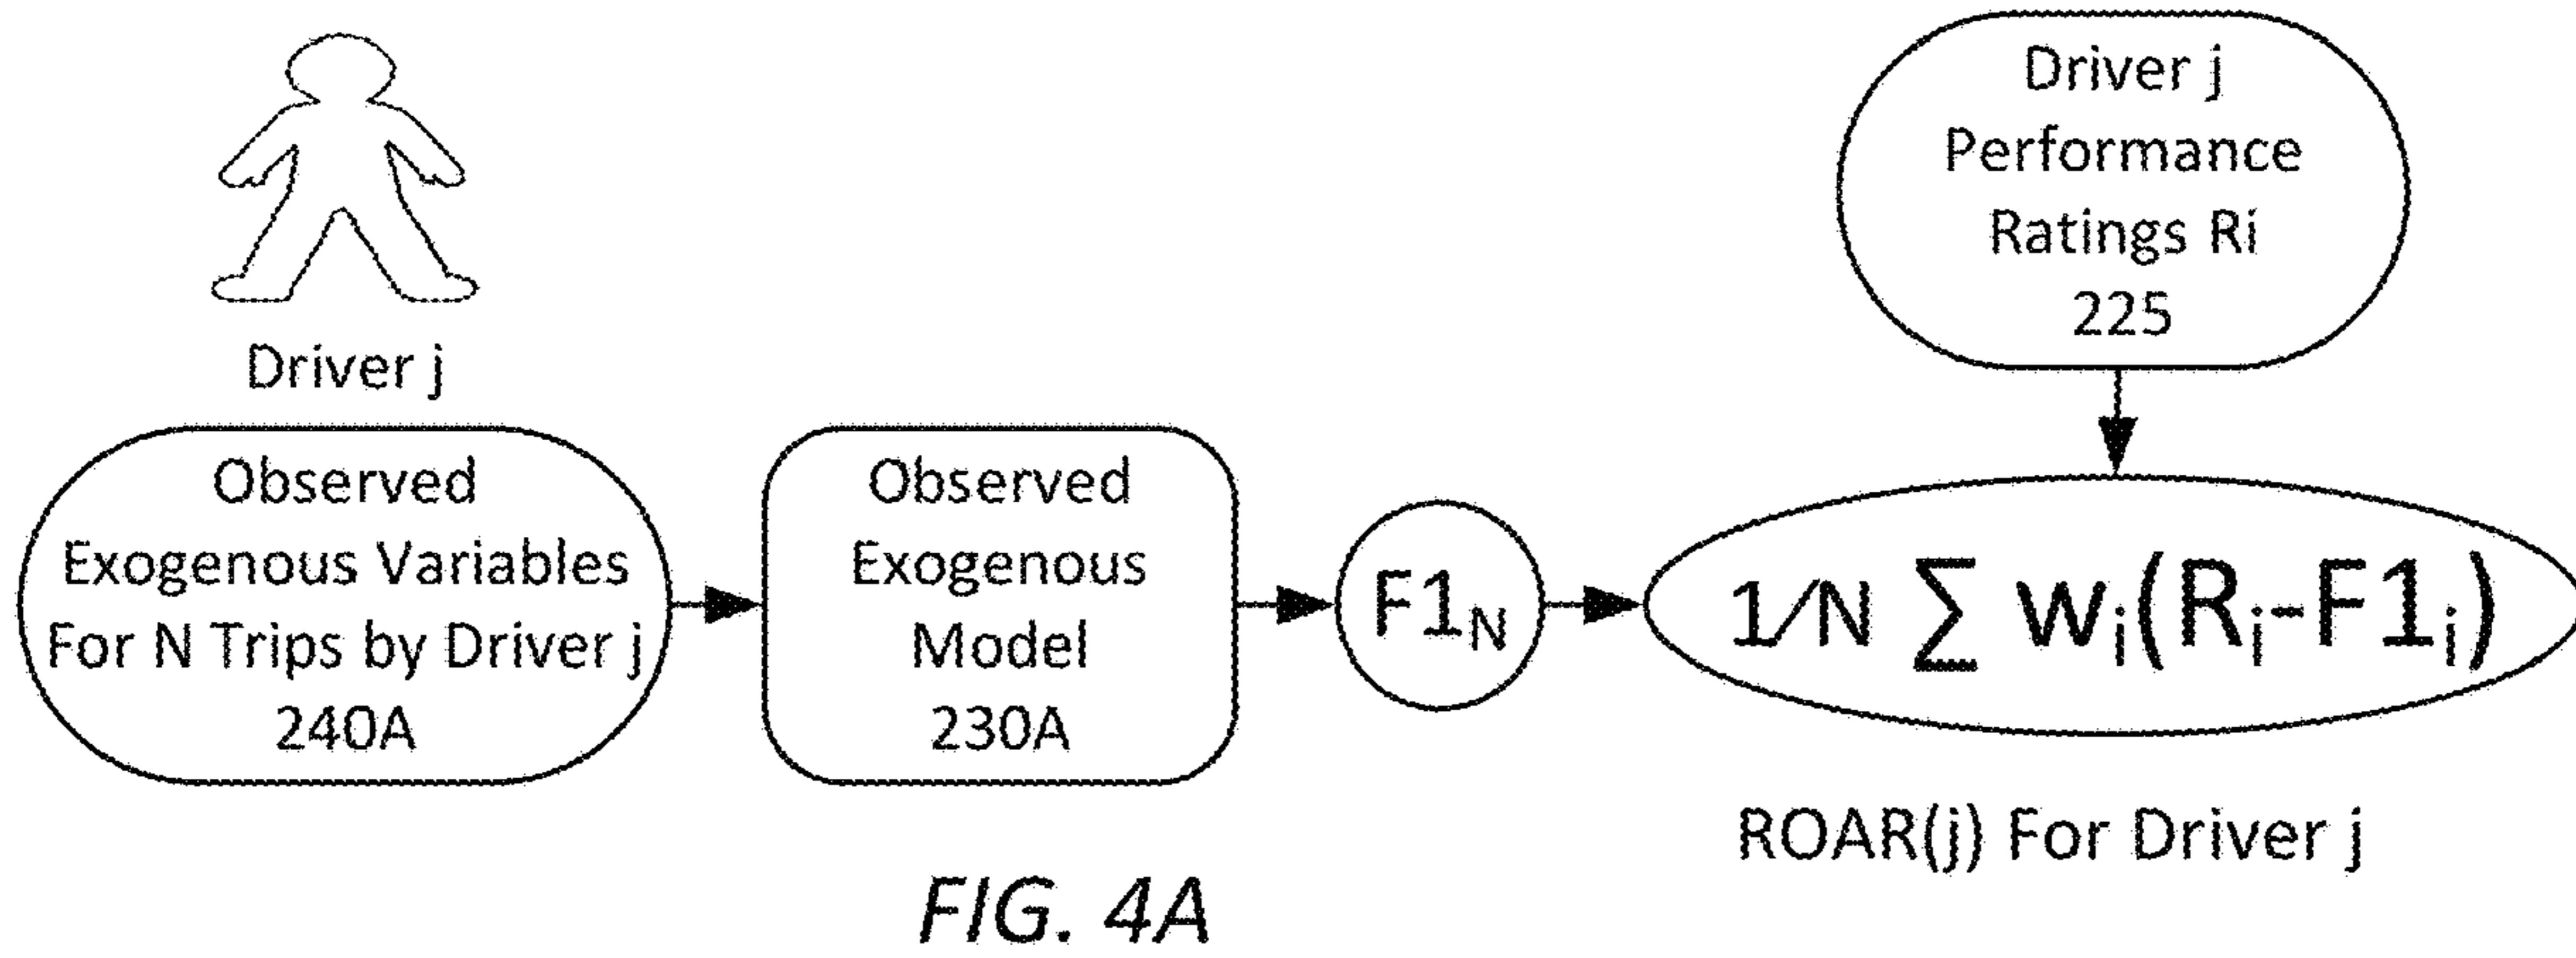 Driver j
Observed
Exogenous Variables
For N Trips by Driver j
240A
Observed
Exogenous
Model
230A
F1N
Driver j
Performance
Ratings Ri
225
1/N ∑ wi(Ri-F1i)
ROAR(j) For Driver j
FIG. 4A